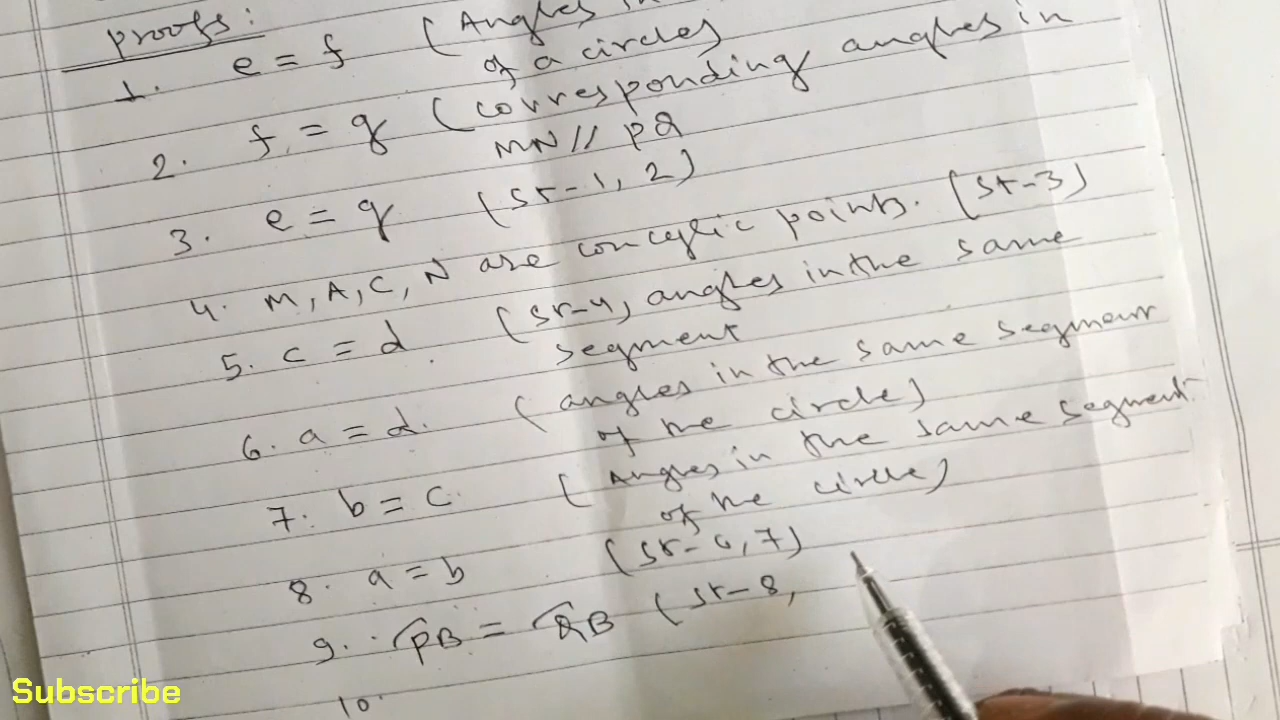 proofs:
1. e = f (Angles in
of a circles
2. f = g (corresponding angles in
MN // PQ
3. e = g (st-1, 2)
4. M, A, C, N are concylic points. (st-3)
5. c = d (st-4, angles in the same
segment
6. a = d. (angles in the same segment
of the circle)
7. b = c. (Angles in the same segment
of the circle)
8. a = b (st-6, 7)
9. PB = QB (st-8,
10.
Subscribe